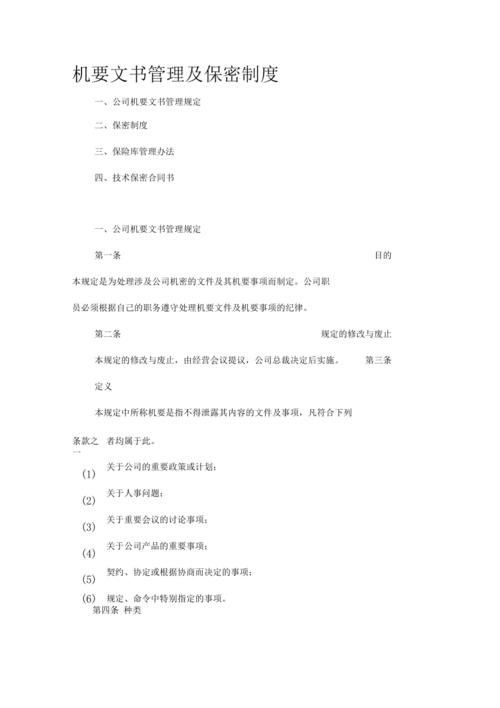 机要文书管理及保密制度
一、公司机要文书管理规定
二、保密制度
三、保险库管理办法
四、技术保密合同书
一、公司机要文书管理规定
第一条 目的
本规定是为处理涉及公司机密的文件及其机要事项而制定。公司职
员必须根据自己的职务遵守处理机要文件及机要事项的纪律。
第二条 规定的修改与废止
本规定的修改与废止，由经营会议提议，公司总裁决定后实施。 第三条
定义
本规定中所称机要是指不得泄露其内容的文件及事项，凡符合下列
条款之一 者均属于此。
(1) 关于公司的重要政策或计划；
(2) 关于人事问题；
(3) 关于重要会议的讨论事项；
(4) 关于公司产品的重要事项；
(5) 契约、协定或根据协商而决定的事项；
(6) 规定、命令中特别指定的事项。
第四条 种类